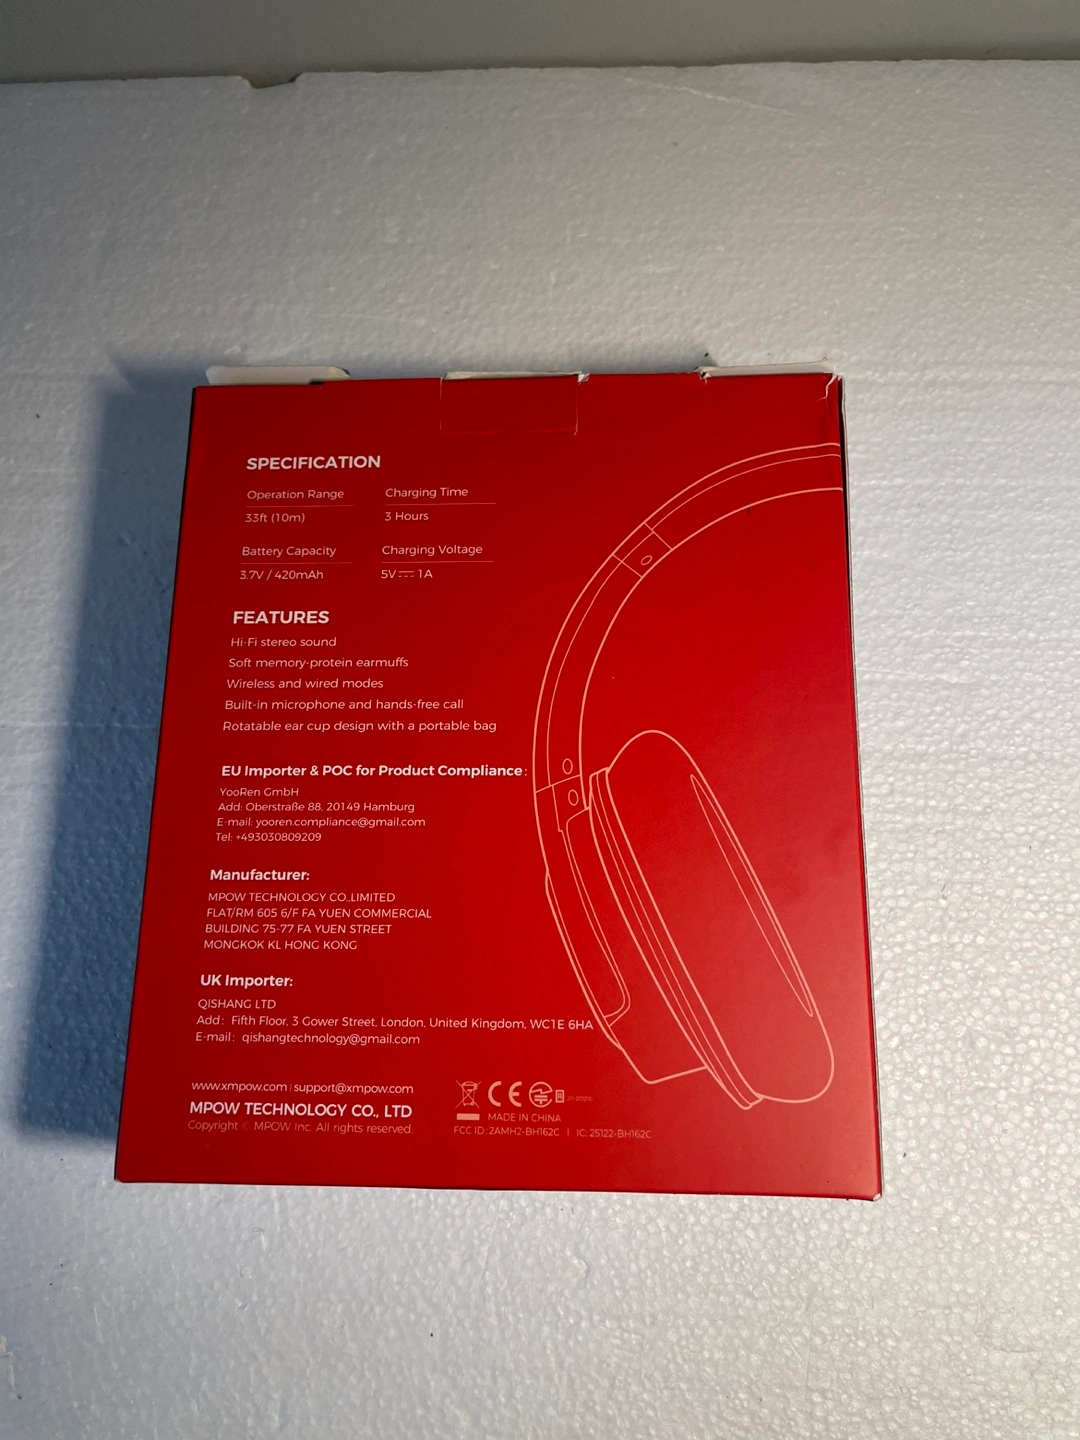 SPECIFICATION
Operation Range
Charging Time
33ft (10m)
3 Hours
Battery Capacity
Charging Voltage
3.7V / 420mAh
5V⎓1A
FEATURES
Hi-Fi stereo sound
Soft memory-protein earmuffs
Wireless and wired modes
Built-in microphone and hands-free call
Rotatable ear cup design with a portable bag
EU Importer & POC for Product Compliance:
YooRen GmbH
Add: Oberstraße 88, 20149 Hamburg
E-mail: yooren.compliance@gmail.com
Tel: +493030809209
Manufacturer:
MPOW TECHNOLOGY CO.,LIMITED
FLAT/RM 605 6/F FA YUEN COMMERCIAL
BUILDING 75-77 FA YUEN STREET
MONGKOK KL HONG KONG
UK Importer:
QISHANG LTD
Add: Fifth Floor, 3 Gower Street, London, United Kingdom, WC1E 6HA
E-mail: qishangtechnology@gmail.com
www.xmpow.com | support@xmpow.com
MPOW TECHNOLOGY CO., LTD
Copyright © MPOW Inc. All rights reserved.
CE
MADE IN CHINA
FCC ID:2AMH2-BH162C | IC: 25122-BH162C